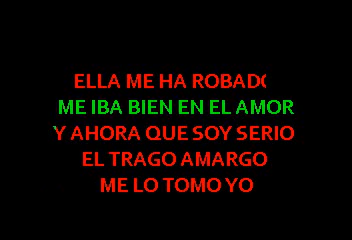 ELLA ME HA ROBADO
ME IBA BIEN EN EL AMOR
Y AHORA QUE SOY SERIO
EL TRAGO AMARGO
ME LO TOMO YO